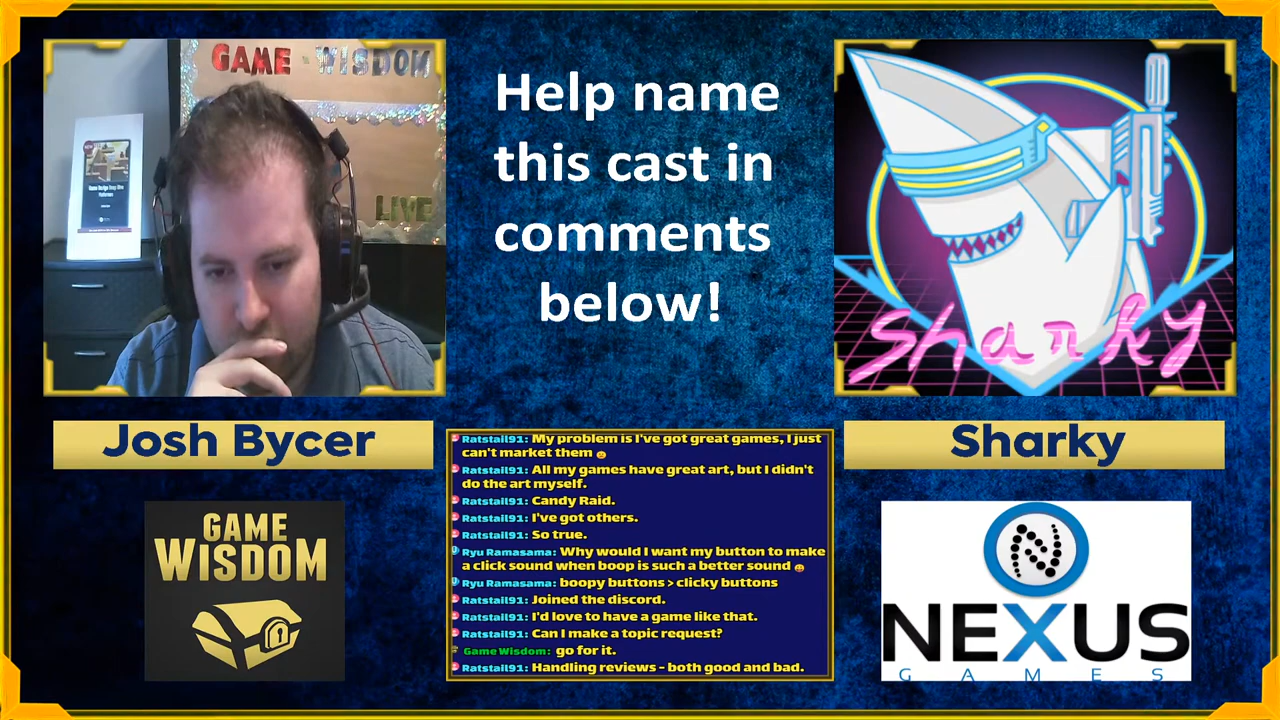 GAME - WISDOM
LIVE
Help name
this cast in
comments
below!
Sharky
Josh Bycer
Sharky
GAME
WISDOM
Ratstail91: My problem is I've got great games, I just
can't market them
Ratstail91: All my games have great art, but I didn't
do the art myself.
Ratstail91: Candy Raid.
Ratstail91: I've got others.
Ratstail91: So true.
Ryu Ramasama: Why would I want my button to make
a click sound when boop is such a better sound
Ryu Ramasama: boopy buttons > clicky buttons
Ratstail91: Joined the discord.
Ratstail91: I'd love to have a game like that.
Ratstail91: Can I make a topic request?
Game Wisdom: go for it.
Ratstail91: Handling reviews - both good and bad.
N
NEXUS
GAMES